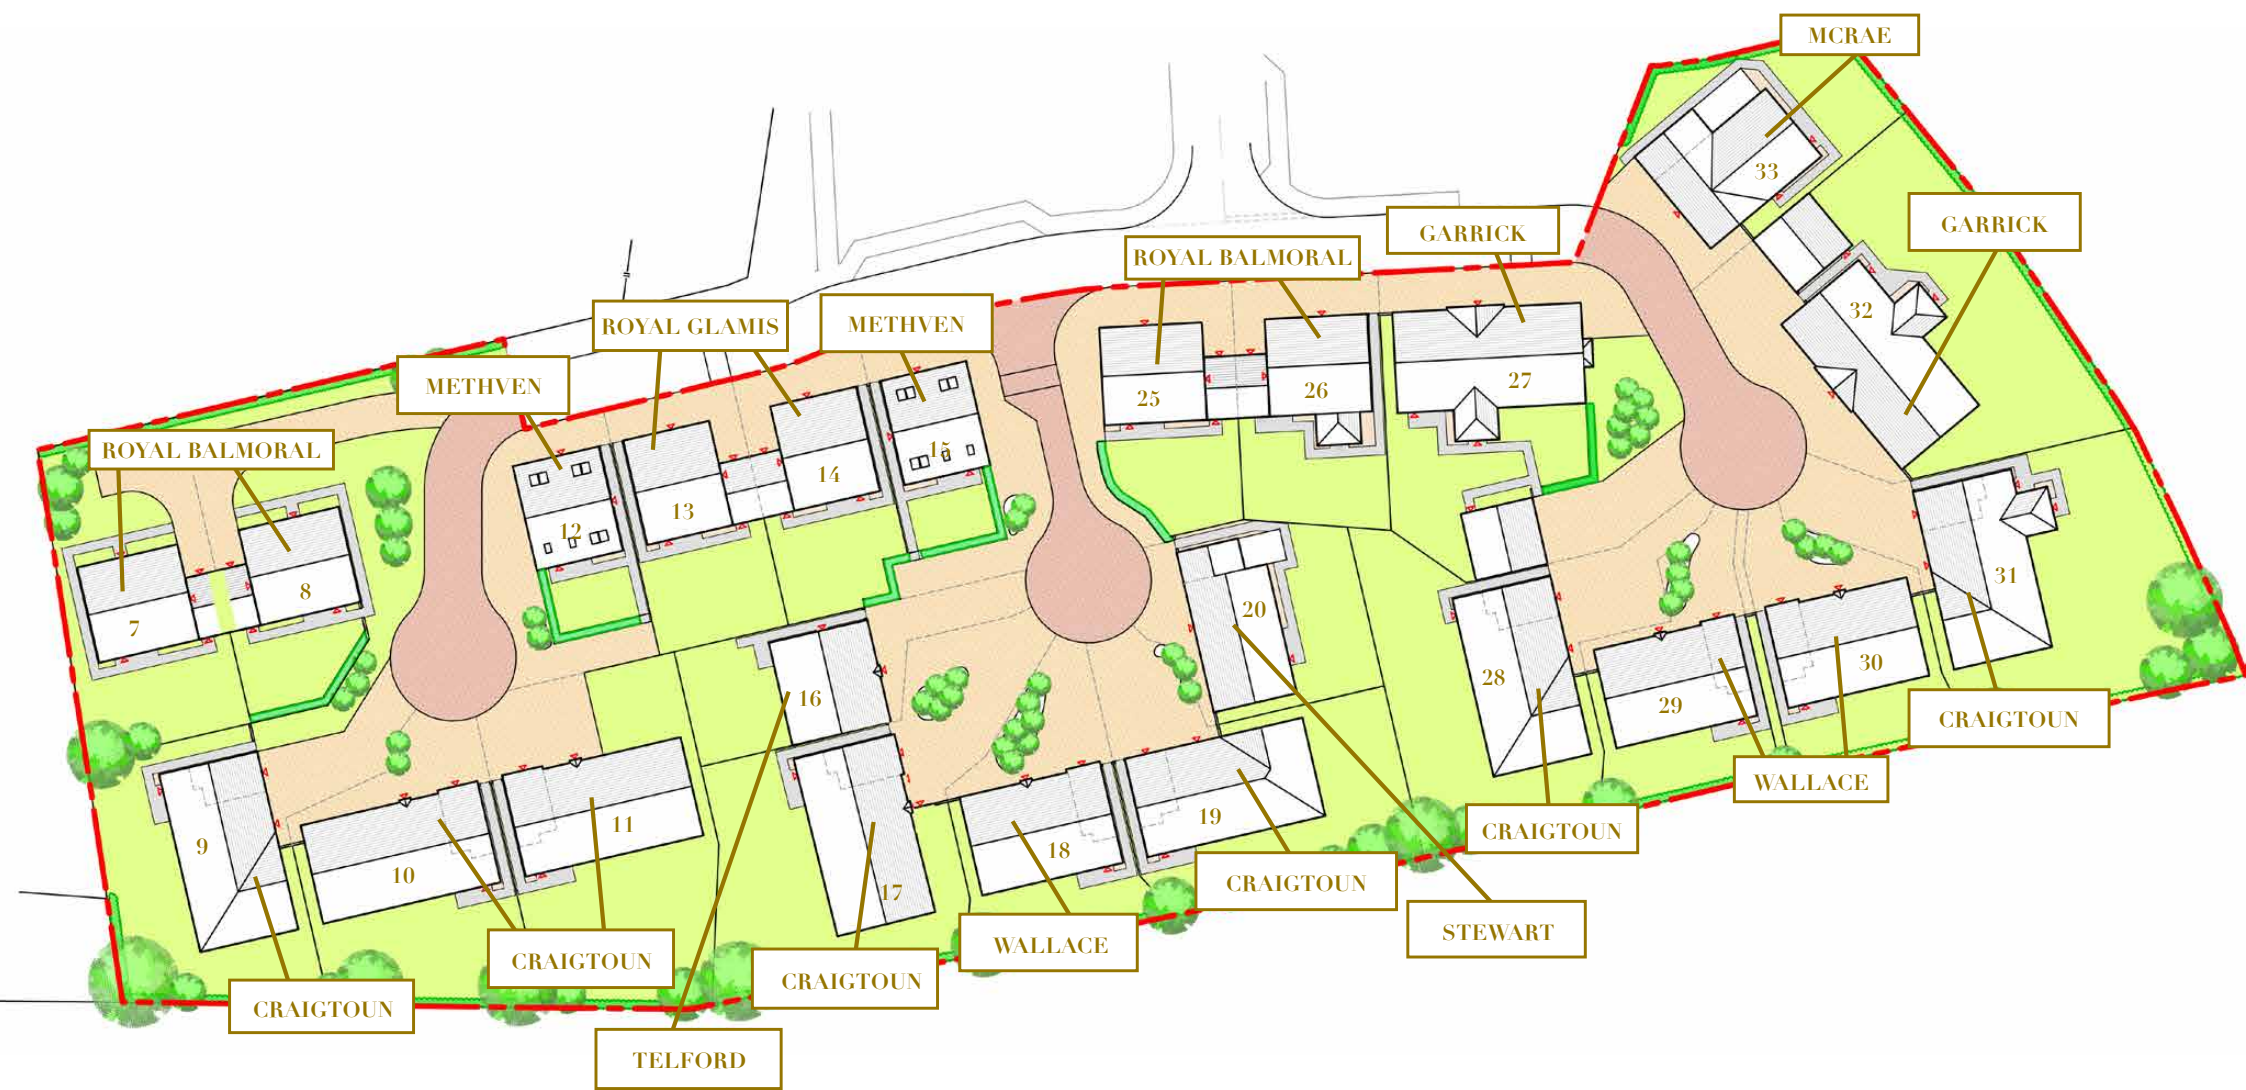 MCRAE
33
GARRICK
GARRICK
ROYAL BALMORAL
32
ROYAL GLAMIS
METHVEN
METHVEN
27
26
25
ROYAL BALMORAL
15
14
13
12
8
7
31
20
30
28
29
16
CRAIGTOUN
WALLACE
19
11
CRAIGTOUN
9
18
10
CRAIGTOUN
17
STEWART
WALLACE
CRAIGTOUN
CRAIGTOUN
CRAIGTOUN
TELFORD